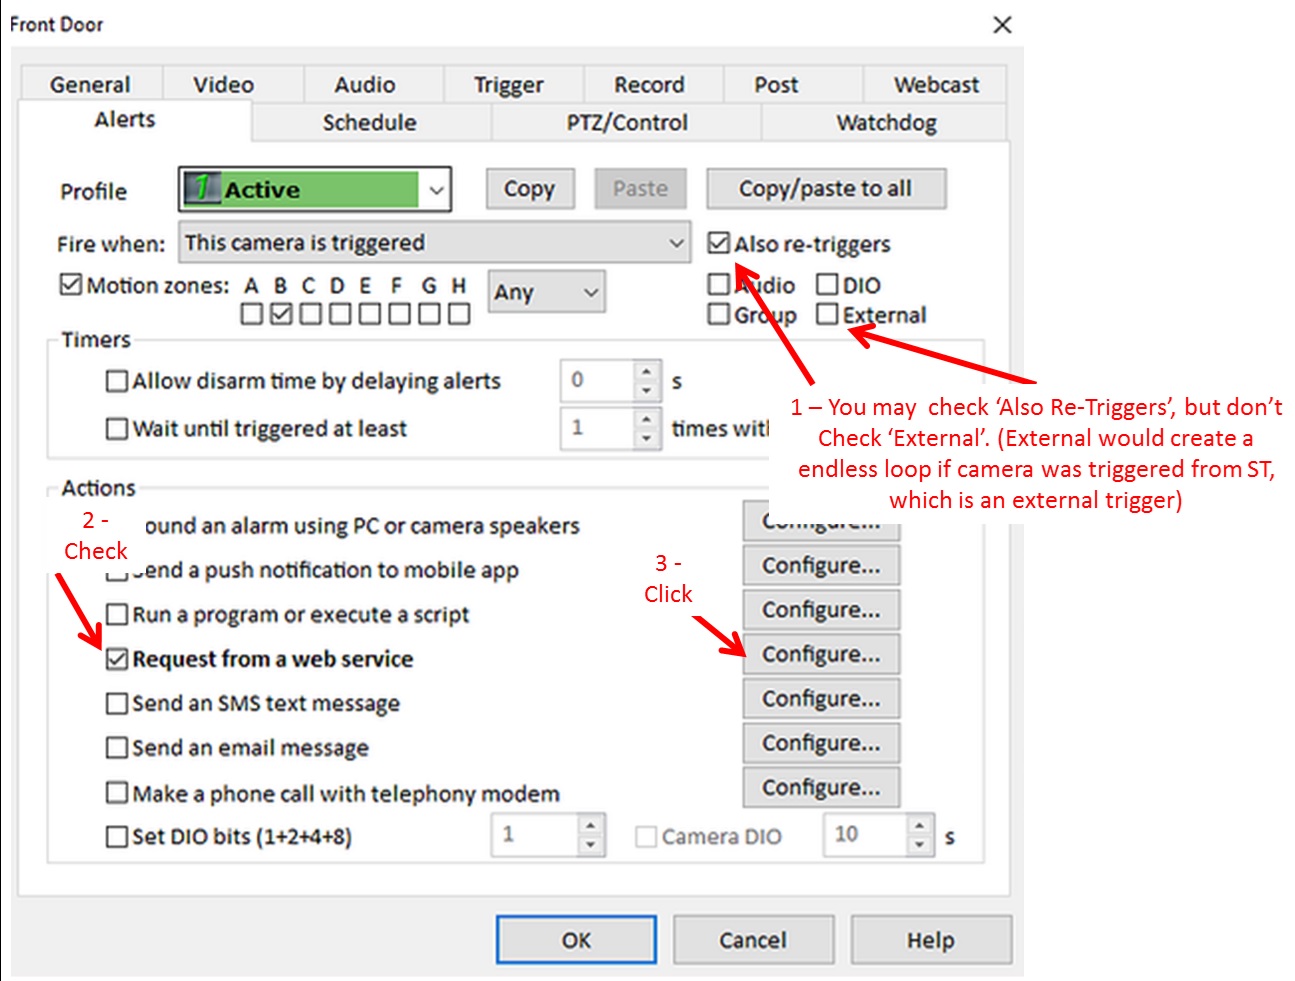 Front Door
General Video Audio Trigger Record Post Webcast
Alerts Schedule PTZ/Control Watchdog
Profile 1 Active Copy Paste Copy/paste to all
Fire when: This camera is triggered Also re-triggers
Motion zones: A B C D E F G H Any Audio DIO
Group External
Timers
Allow disarm time by delaying alerts 0 s
Wait until triggered at least 1 times with
1 – You may check ‘Also Re-Triggers’, but don’t
Check ‘External’. (External would create a
endless loop if camera was triggered from ST,
which is an external trigger)
Actions
2 -
Check
ound an alarm using PC or camera speakers Configure...
Send a push notification to mobile app Configure...
3 -
Click
Run a program or execute a script Configure...
Request from a web service Configure...
Send an SMS text message Configure...
Send an email message Configure...
Make a phone call with telephony modem Configure...
Set DIO bits (1+2+4+8) 1 Camera DIO 10 s
OK Cancel Help